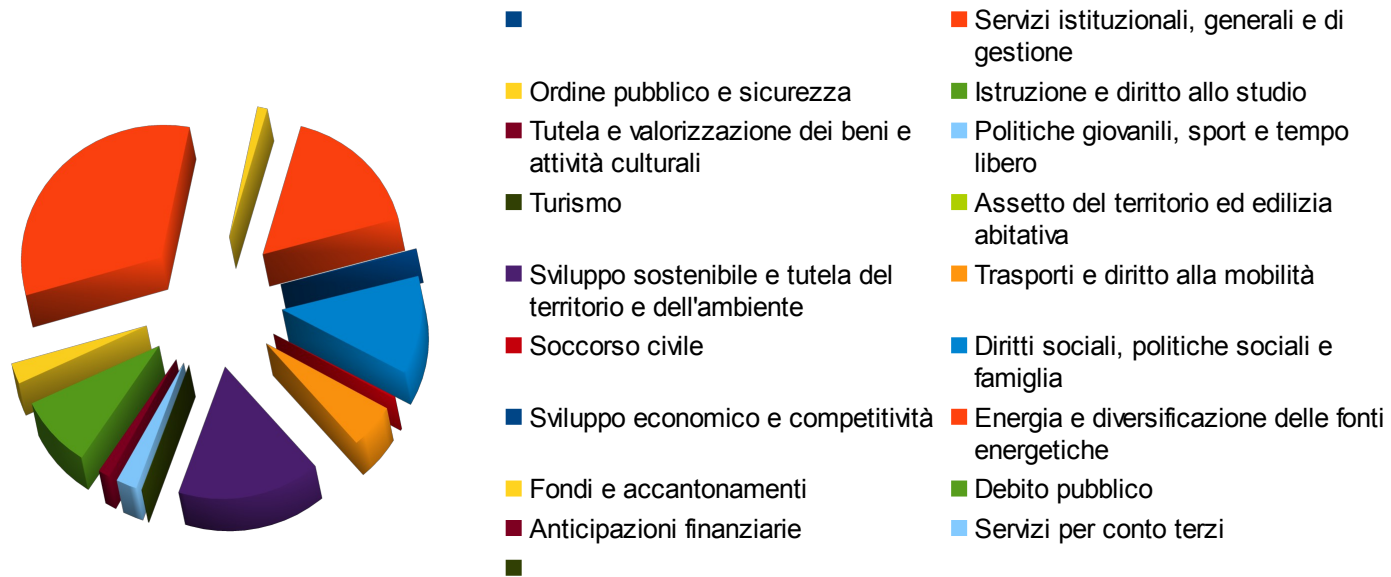 Servizi istituzionali, generali e di
gestione
Ordine pubblico e sicurezza
Istruzione e diritto allo studio
Tutela e valorizzazione dei beni e
attività culturali
Politiche giovanili, sport e tempo
libero
Turismo
Assetto del territorio ed edilizia
abitativa
Sviluppo sostenibile e tutela del
territorio e dell'ambiente
Trasporti e diritto alla mobilità
Soccorso civile
Diritti sociali, politiche sociali e
famiglia
Sviluppo economico e competitività
Energia e diversificazione delle fonti
energetiche
Fondi e accantonamenti
Debito pubblico
Anticipazioni finanziarie
Servizi per conto terzi